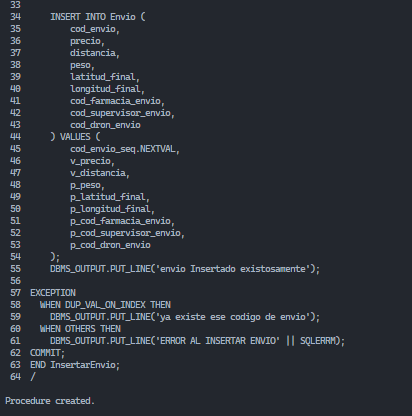 33
34 INSERT INTO Envio (
35 cod_envio,
36 precio,
37 distancia,
38 peso,
39 latitud_final,
40 longitud_final,
41 cod_farmacia_envio,
42 cod_supervisor_envio,
43 cod_dron_envio
44 ) VALUES (
45 cod_envio_seq.NEXTVAL,
46 v_precio,
47 v_distancia,
48 p_peso,
49 p_latitud_final,
50 p_longitud_final,
51 p_cod_farmacia_envio,
52 p_cod_supervisor_envio,
53 p_cod_dron_envio
54 );
55 DBMS_OUTPUT.PUT_LINE('envio Insertado existosamente');
56
57 EXCEPTION
58 WHEN DUP_VAL_ON_INDEX THEN
59 DBMS_OUTPUT.PUT_LINE('ya existe ese codigo de envio');
60 WHEN OTHERS THEN
61 DBMS_OUTPUT.PUT_LINE('ERROR AL INSERTAR ENVIO' || SQLERRM);
62 COMMIT;
63 END InsertarEnvio;
64 /
Procedure created.